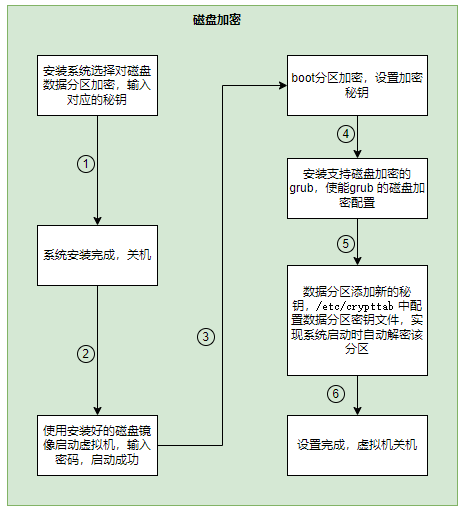 磁盘加密
安装系统选择对磁盘
数据分区加密，输入
对应的秘钥
①
系统安装完成，关机
②
使用安装好的磁盘镜
像启动虚拟机，输入
密码，启动成功
③
boot分区加密，设置加密
秘钥
④
安装支持磁盘加密的
grub，使能grub 的磁盘加
密配置
⑤
数据分区添加新的秘
钥，/etc/crypttab 中配
置数据分区密钥文件，实
现系统启动时自动解密该
分区
⑥
设置完成，虚拟机关机